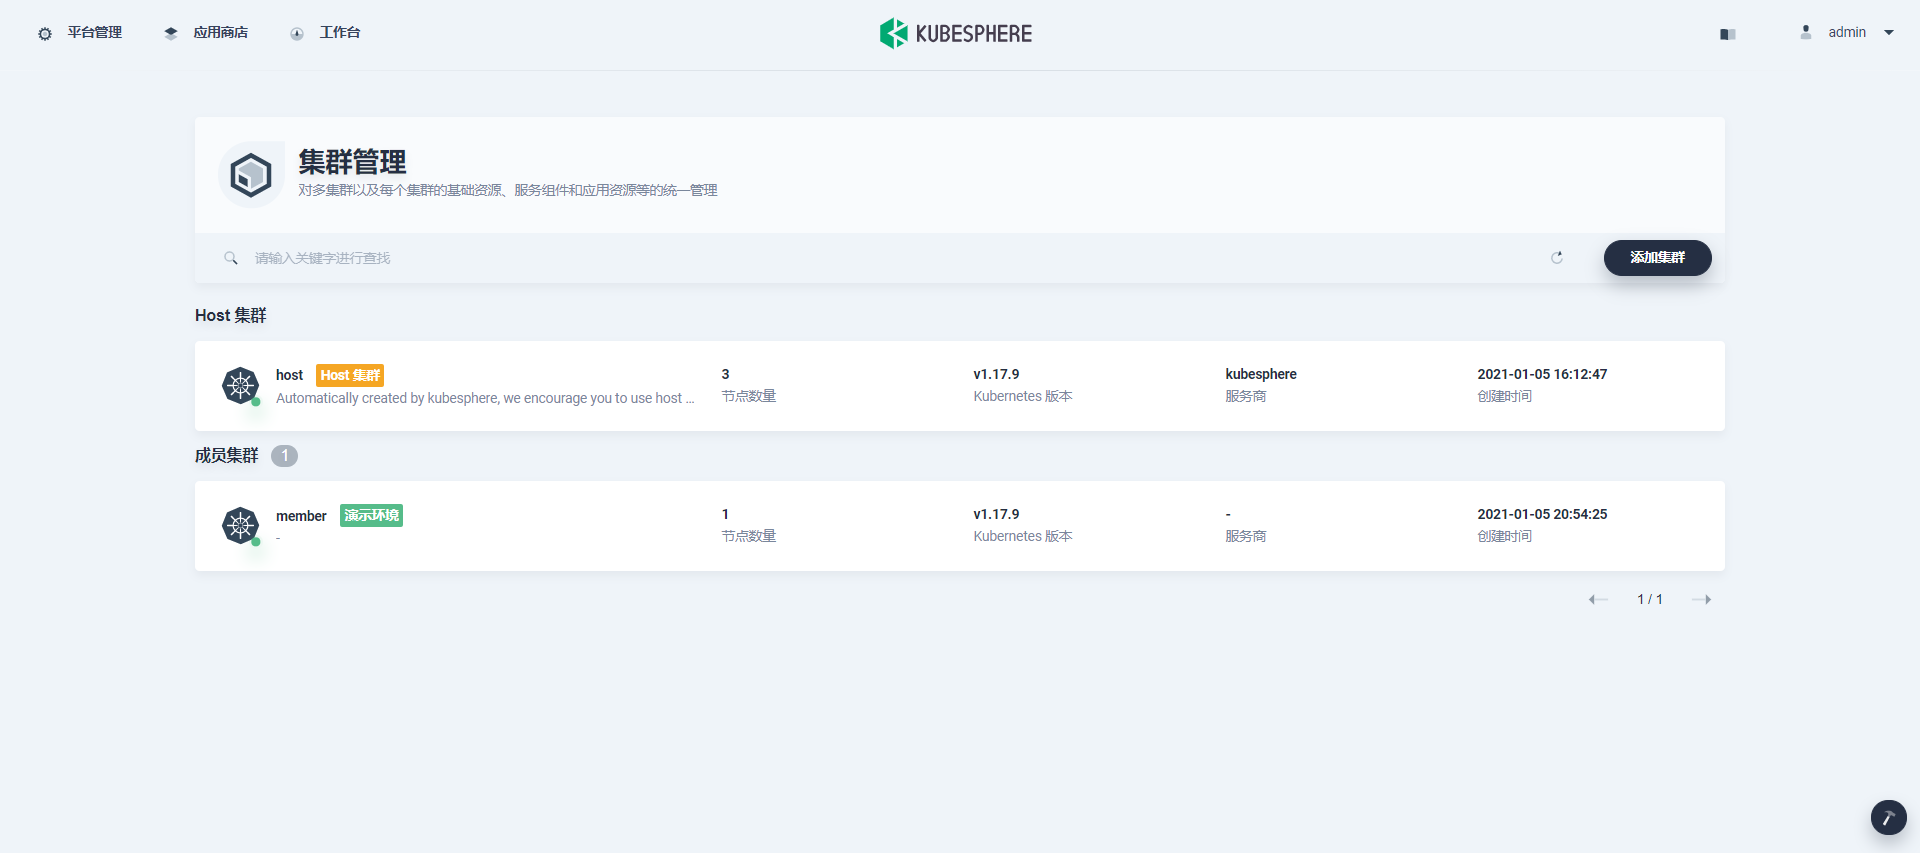 平台管理
应用商店
工作台
KUBESPHERE
admin
集群管理
对多集群以及每个集群的基础资源、服务组件和应用资源等的统一管理
请输入关键字进行查找
添加集群
Host 集群
host Host 集群
Automatically created by kubesphere, we encourage you to use host ...
3
节点数量
v1.17.9
Kubernetes 版本
kubesphere
服务商
2021-01-05 16:12:47
创建时间
成员集群 1
member 演示环境
-
1
节点数量
v1.17.9
Kubernetes 版本
-
服务商
2021-01-05 20:54:25
创建时间
1 / 1